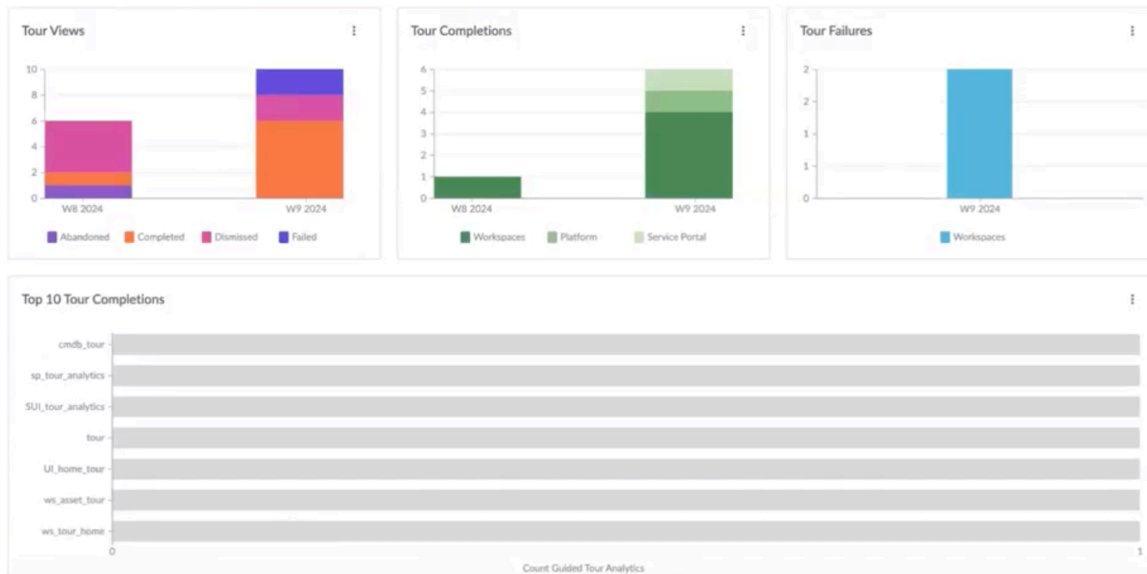 Tour Views
10
8
6
4
2
0
W8 2024 W9 2024
Abandoned Completed Dismissed Failed
Tour Completions
6
5
4
3
2
1
0
W8 2024 W9 2024
Workspaces Platform Service Portal
Tour Failures
2
2
1
1
0
W9 2024
Workspaces
Top 10 Tour Completions
cmdb_tour
sp_tour_analytics
SUI_tour_analytics
tour
UI_home_tour
ws_asset_tour
ws_tour_home
0 1
Count Guided Tour Analytics